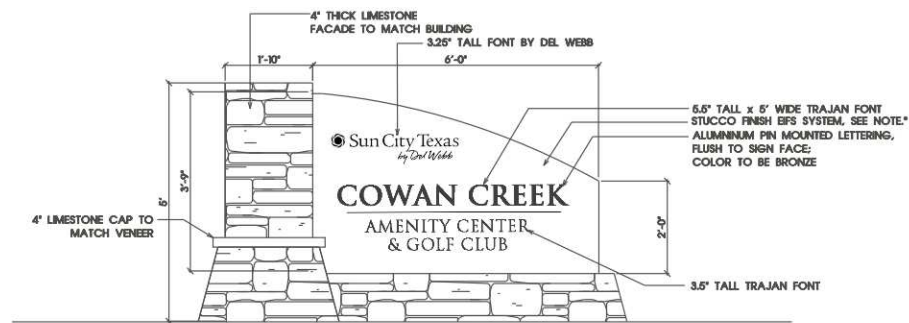 4" THICK LIMESTONE
FACADE TO MATCH BUILDING
3.25" TALL FONT BY DEL WEBB
1'-10"
6'-0"
5.5" TALL x 5' WIDE TRAJAN FONT
STUCCO FINISH EIFS SYSTEM, SEE NOTE.*
ALUMNINUM PIN MOUNTED LETTERING,
FLUSH TO SIGN FACE;
COLOR TO BE BRONZE
Sun City Texas
by Del Webb
3'-9"
5'
COWAN CREEK
2'-0"
4" LIMESTONE CAP TO
MATCH VENEER
AMENITY CENTER
& GOLF CLUB
3.5" TALL TRAJAN FONT